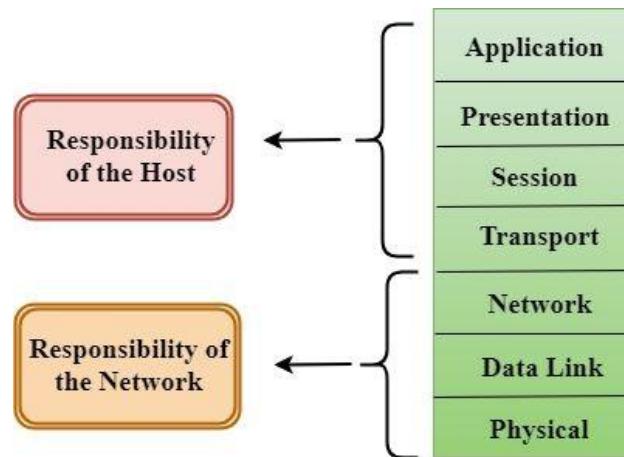 Responsibility
of the Host
Responsibility of
the Network
Application
Presentation
Session
Transport
Network
Data Link
Physical